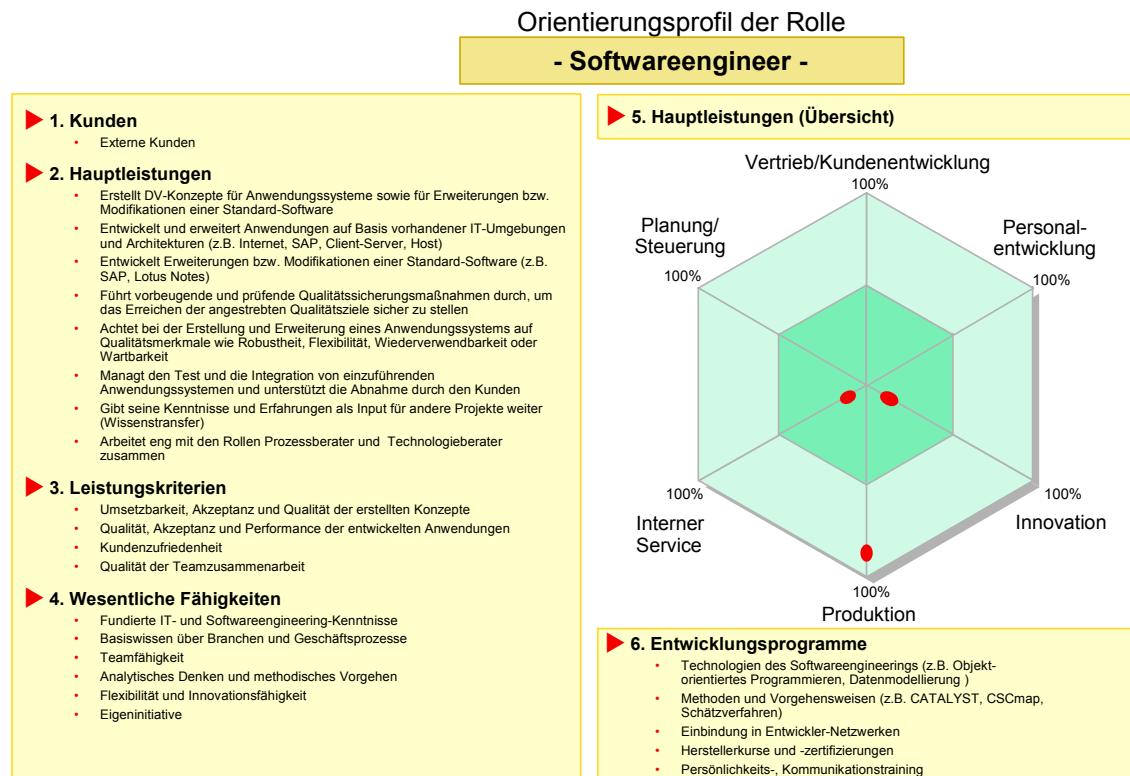 Orientierungsprofil der Rolle
- Softwareengineer -
1. Kunden
• Externe Kunden
2. Hauptleistungen
• Erstellt DV-Konzepte für Anwendungssysteme sowie für Erweiterungen bzw.
Modifikationen einer Standard-Software
• Entwickelt und erweitert Anwendungen auf Basis vorhandener IT-Umgebungen
und Architekturen (z.B. Internet, SAP, Client-Server, Host)
• Entwickelt Erweiterungen bzw. Modifikationen einer Standard-Software (z.B.
SAP, Lotus Notes)
• Führt vorbeugende und prüfende Qualitätssicherungsmaßnahmen durch, um
das Erreichen der angestrebten Qualitätsziele sicher zu stellen
• Achtet bei der Erstellung und Erweiterung eines Anwendungssystems auf
Qualitätsmerkmale wie Robustheit, Flexibilität, Wiederverwendbarkeit oder
Wartbarkeit
• Managt den Test und die Integration von einzuführenden
Anwendungssystemen und unterstützt die Abnahme durch den Kunden
• Gibt seine Kenntnisse und Erfahrungen als Input für andere Projekte weiter
(Wissenstransfer)
• Arbeitet eng mit den Rollen Prozessberater und Technologieberater
zusammen
3. Leistungskriterien
• Umsetzbarkeit, Akzeptanz und Qualität der erstellten Konzepte
• Qualität, Akzeptanz und Performance der entwickelten Anwendungen
• Kundenzufriedenheit
• Qualität der Teamzusammenarbeit
4. Wesentliche Fähigkeiten
• Fundierte IT- und Softwareengineering-Kenntnisse
• Basiswissen über Branchen und Geschäftsprozesse
• Teamfähigkeit
• Analytisches Denken und methodisches Vorgehen
• Flexibilität und Innovationsfähigkeit
• Eigeninitiative
5. Hauptleistungen (Übersicht)
Vertrieb/Kundenentwicklung
100%
Planung/
Steuerung
100%
Personal-
entwicklung
100%
100%
Interner
Service
100%
Innovation
100%
Produktion
6. Entwicklungsprogramme
• Technologien des Softwareengineerings (z.B. Objekt-
orientiertes Programmieren, Datenmodellierung )
• Methoden und Vorgehensweisen (z.B. CATALYST, CSCmap,
Schätzverfahren)
• Einbindung in Entwickler-Netzwerken
• Herstellerkurse und -zertifizierungen
• Persönlichkeits-, Kommunikationstraining